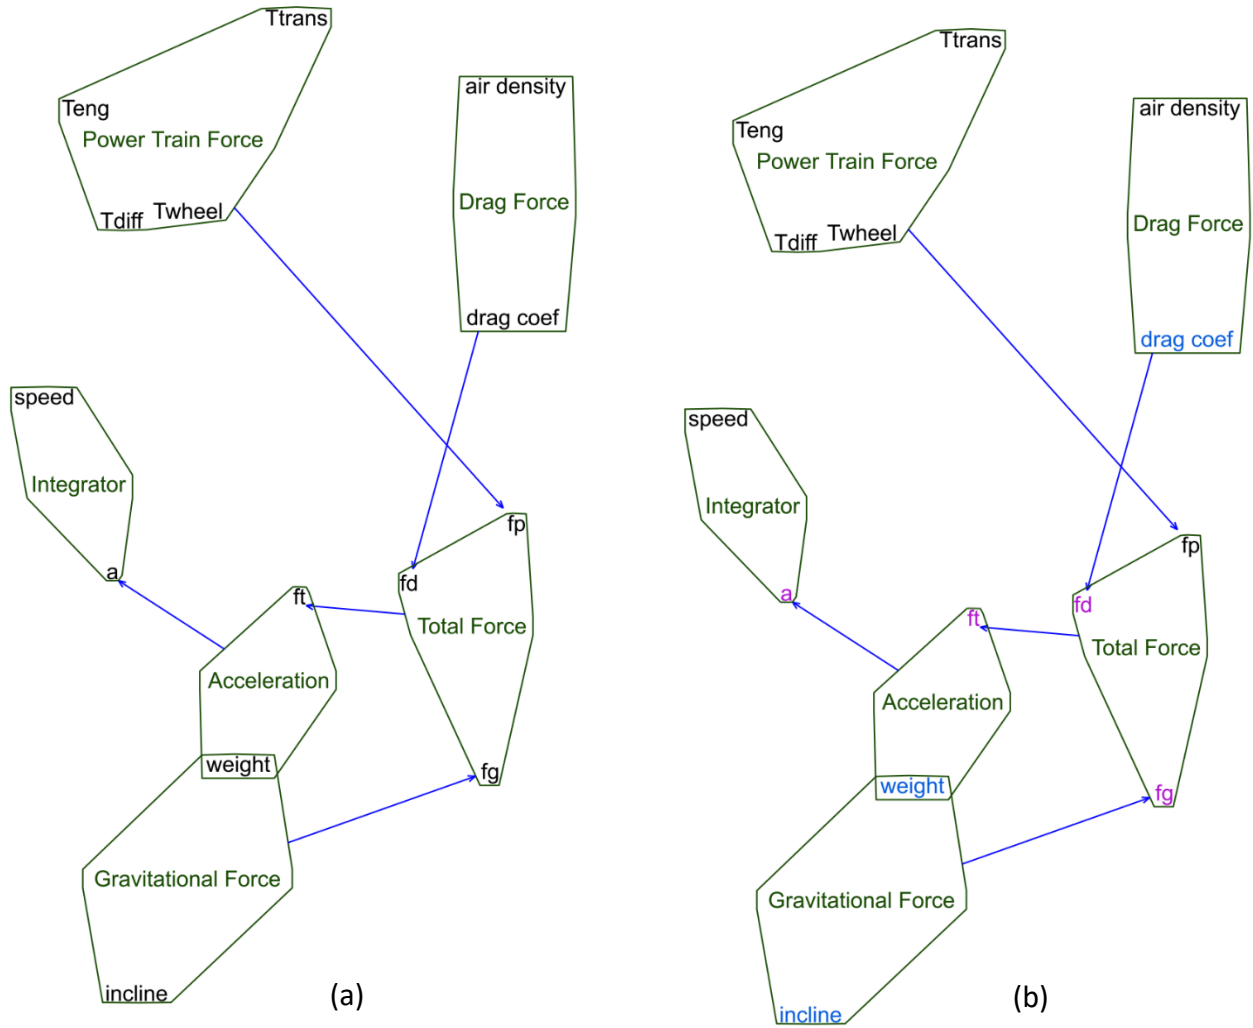 Ttrans
Teng
Power Train Force
Tdiff
Twheel
air density
Drag Force
drag coef
speed
Integrator
a
fp
fd
Total Force
fg
ft
Acceleration
weight
Gravitational Force
incline
(a)
Ttrans
Teng
Power Train Force
Tdiff
Twheel
air density
Drag Force
drag coef
speed
Integrator
a
fp
fd
Total Force
fg
ft
Acceleration
weight
Gravitational Force
incline
(b)